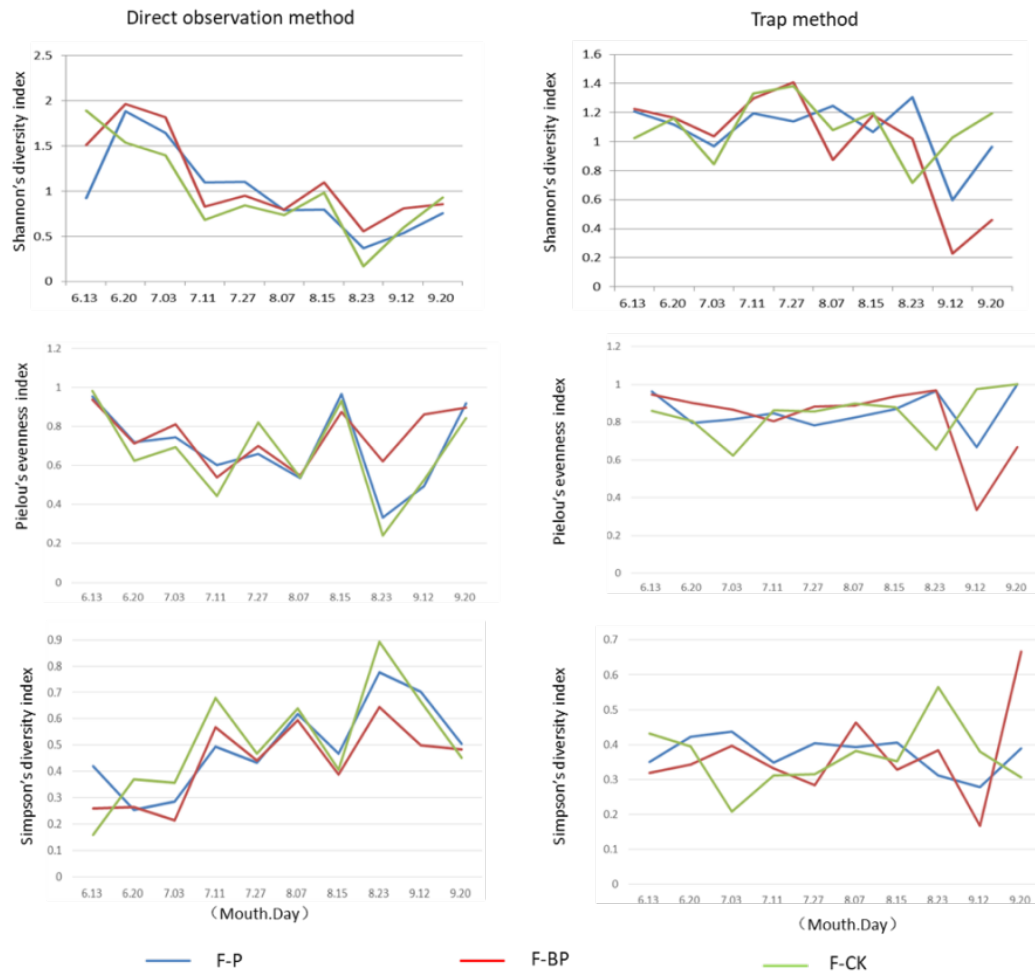 Direct observation method
Trap method
Shannon's diversity index
2.5
2
1.5
1
0.5
0
6.13 6.20 7.03 7.11 7.27 8.07 8.15 8.23 9.12 9.20
Shannon's diversity index
1.6
1.4
1.2
1
0.8
0.6
0.4
0.2
0
6.13 6.20 7.03 7.11 7.27 8.07 8.15 8.23 9.12 9.20
Pielou's evenness index
1.2
1
0.8
0.6
0.4
0.2
0
6.13 6.20 7.03 7.11 7.27 8.07 8.15 8.23 9.12 9.20
Pielou's evenness index
1.2
1
0.8
0.6
0.4
0.2
0
6.13 6.20 7.03 7.11 7.27 8.07 8.15 8.23 9.12 9.20
Simpson's diversity index
0.9
0.8
0.7
0.6
0.5
0.4
0.3
0.2
0.1
0
6.13 6.20 7.03 7.11 7.27 8.07 8.15 8.23 9.12 9.20
（Mouth.Day）
Simpson's diversity index
0.7
0.6
0.5
0.4
0.3
0.2
0.1
0
6.13 6.20 7.03 7.11 7.27 8.07 8.15 8.23 9.12 9.20
（Mouth.Day）
F-P F-BP F-CK